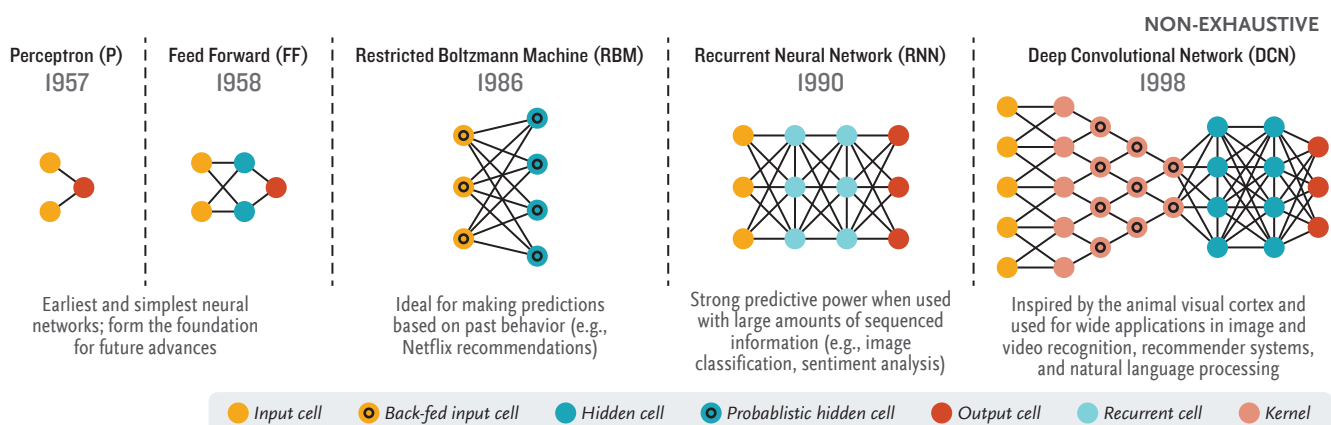 NON-EXHAUSTIVE
Perceptron (P)
1957
Feed Forward (FF)
1958
Restricted Boltzmann Machine (RBM)
1986
Recurrent Neural Network (RNN)
1990
Deep Convolutional Network (DCN)
1998
Earliest and simplest neural
networks; form the foundation
for future advances
Ideal for making predictions
based on past behavior (e.g.,
Netflix recommendations)
Strong predictive power when used
with large amounts of sequenced
information (e.g., image
classification, sentiment analysis)
Inspired by the animal visual cortex and
used for wide applications in image and
video recognition, recommender systems,
and natural language processing
Input cell
Back-fed input cell
Hidden cell
Probablistic hidden cell
Output cell
Recurrent cell
Kernel